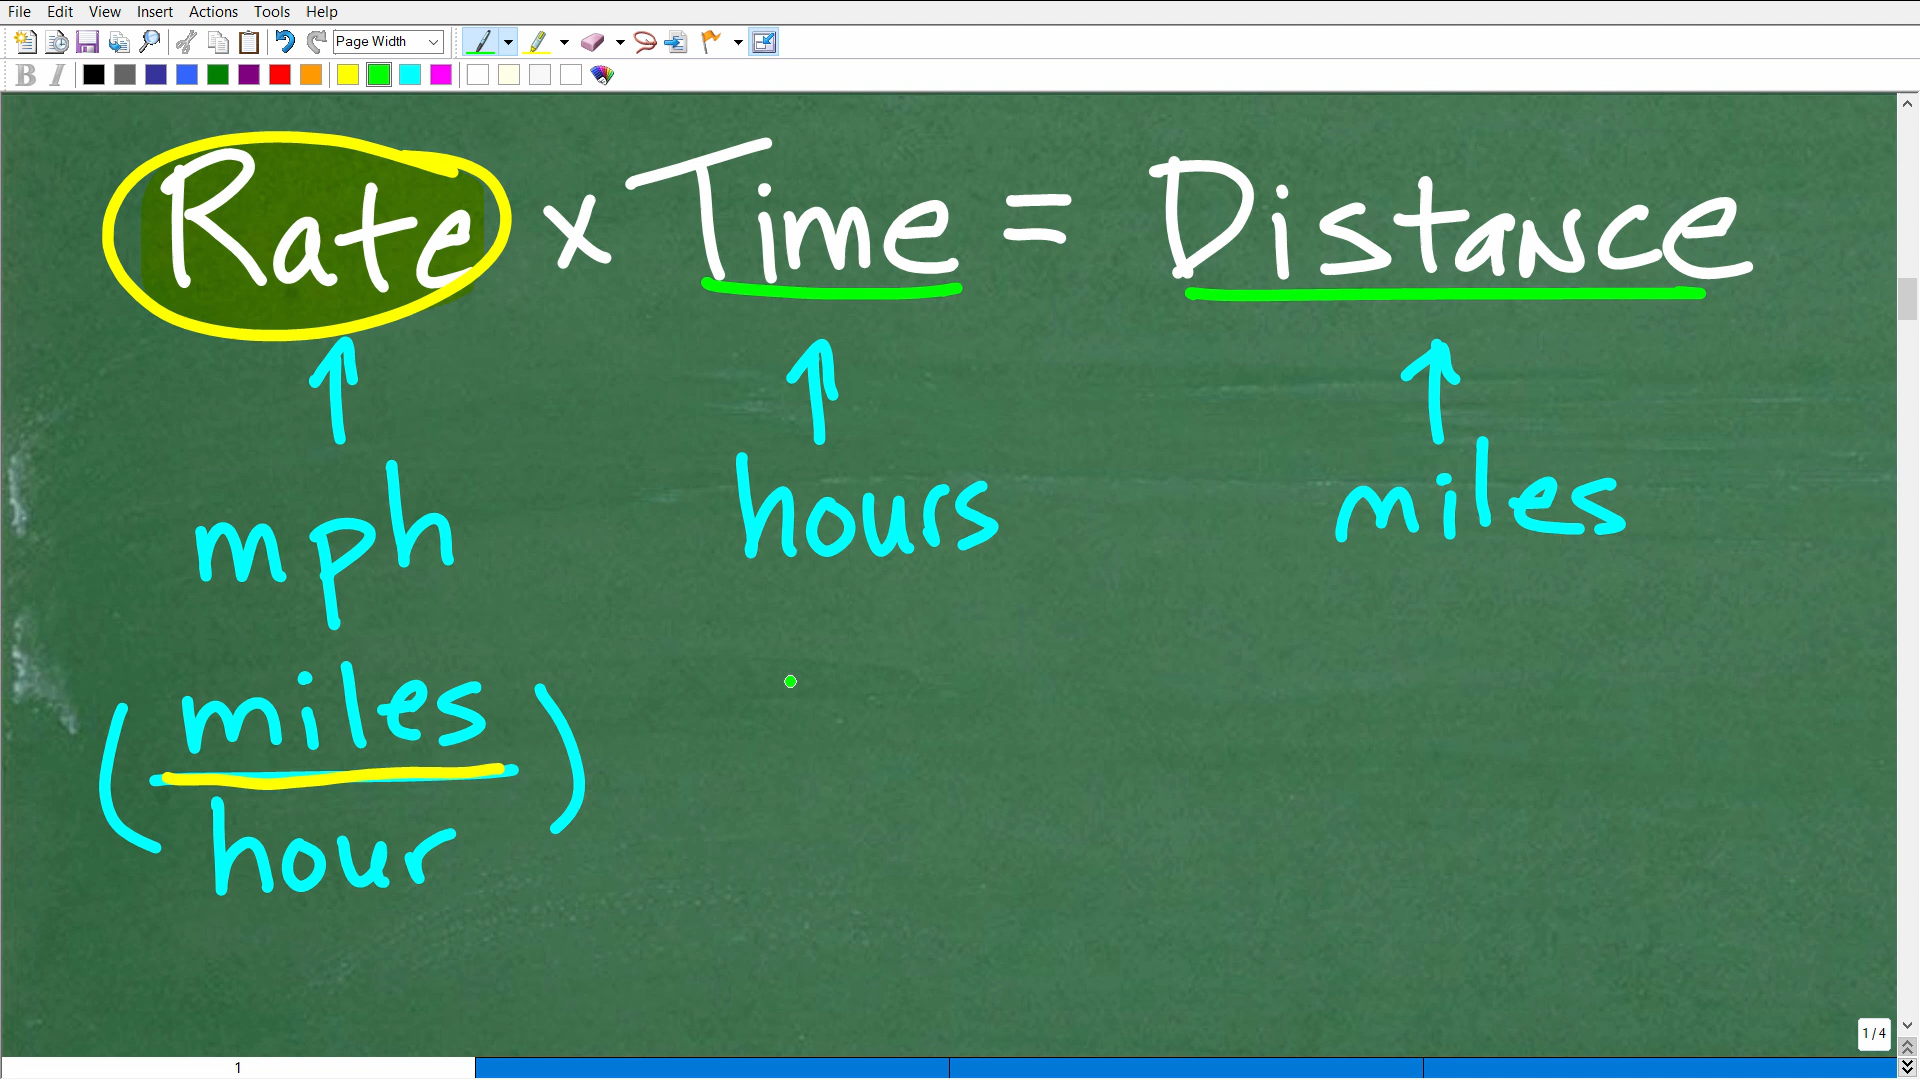 File Edit View Insert Actions Tools Help
Page Width
B I
Rate x Time = Distance
mph hours miles
( miles / hour )
1 / 4
1